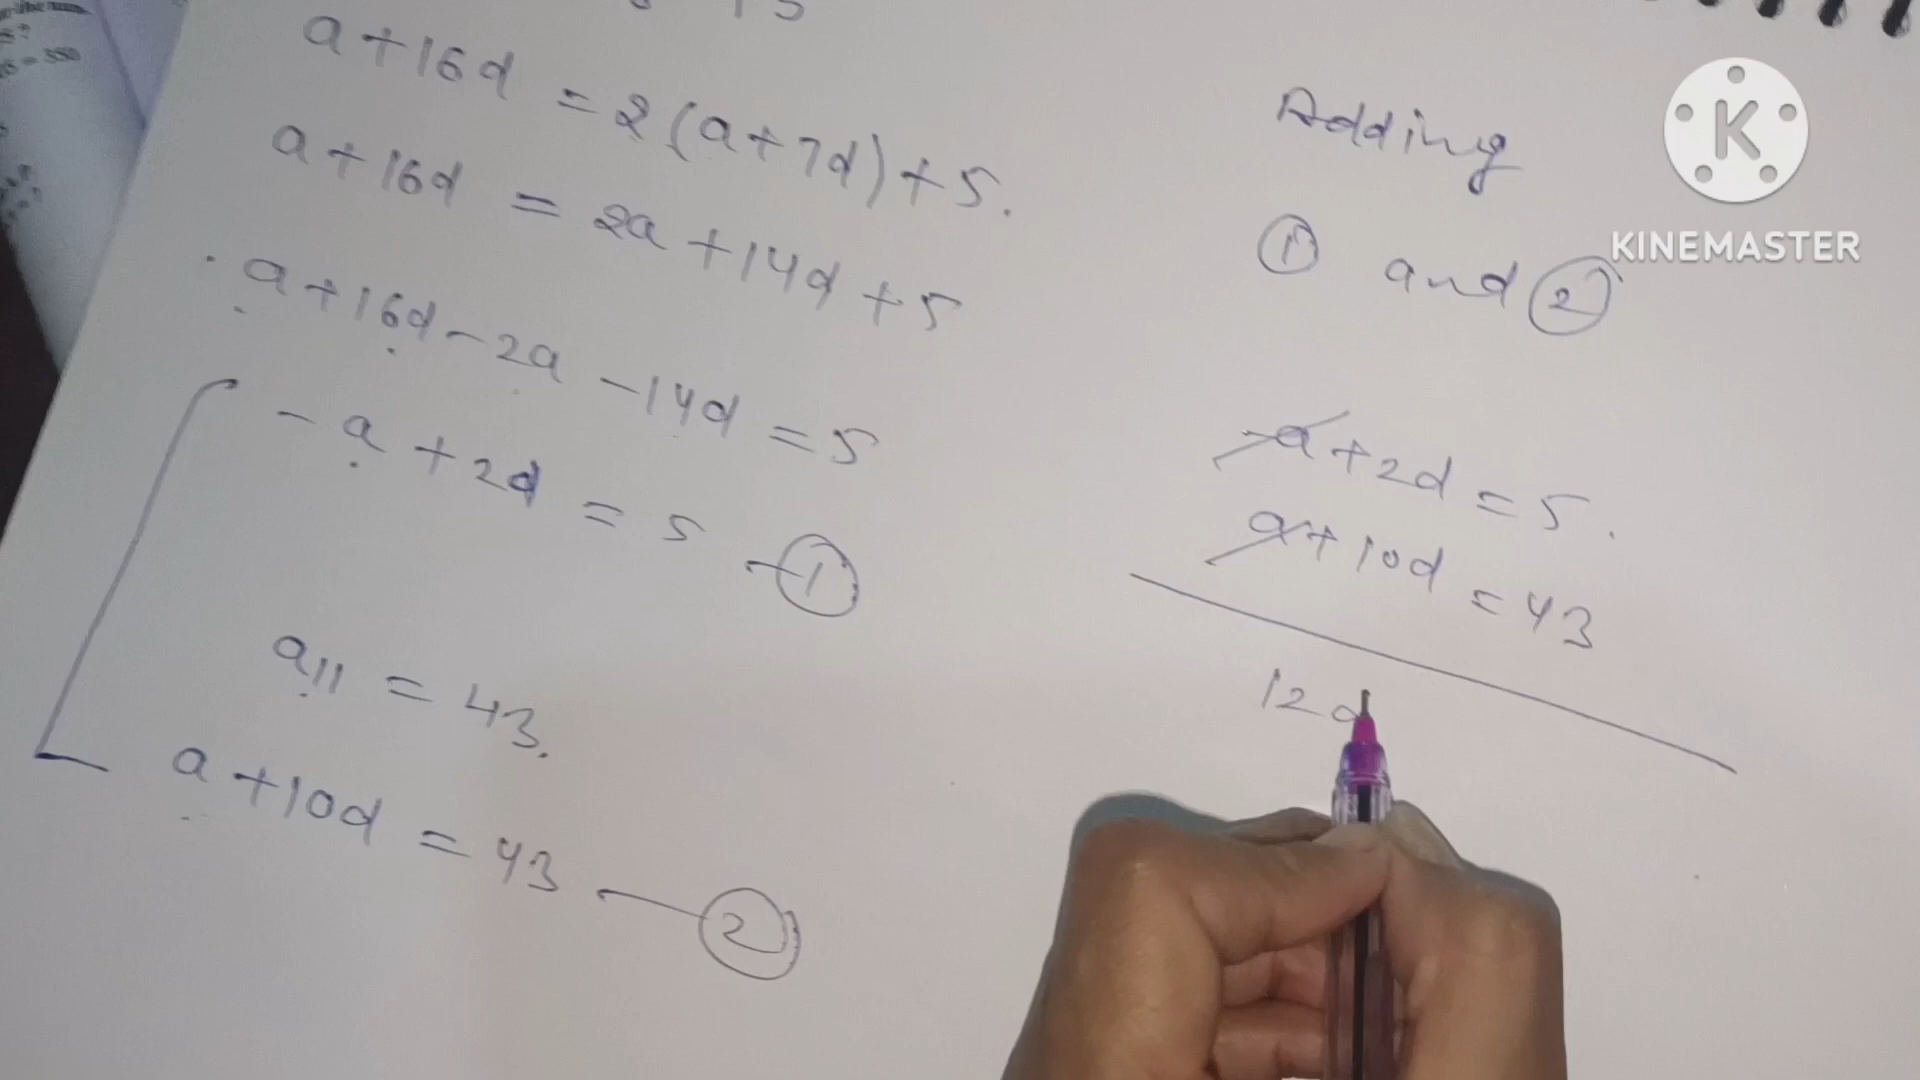 a + 16d = 2(a + 7d) + 5.
a + 16d = 2a + 14d + 5
a + 16d - 2a - 14d = 5
- a + 2d = 5 — ①
a11 = 43.
a + 10d = 43 — ②
Adding
① and ②
-a + 2d = 5.
a + 10d = 43
12d
KINEMASTER